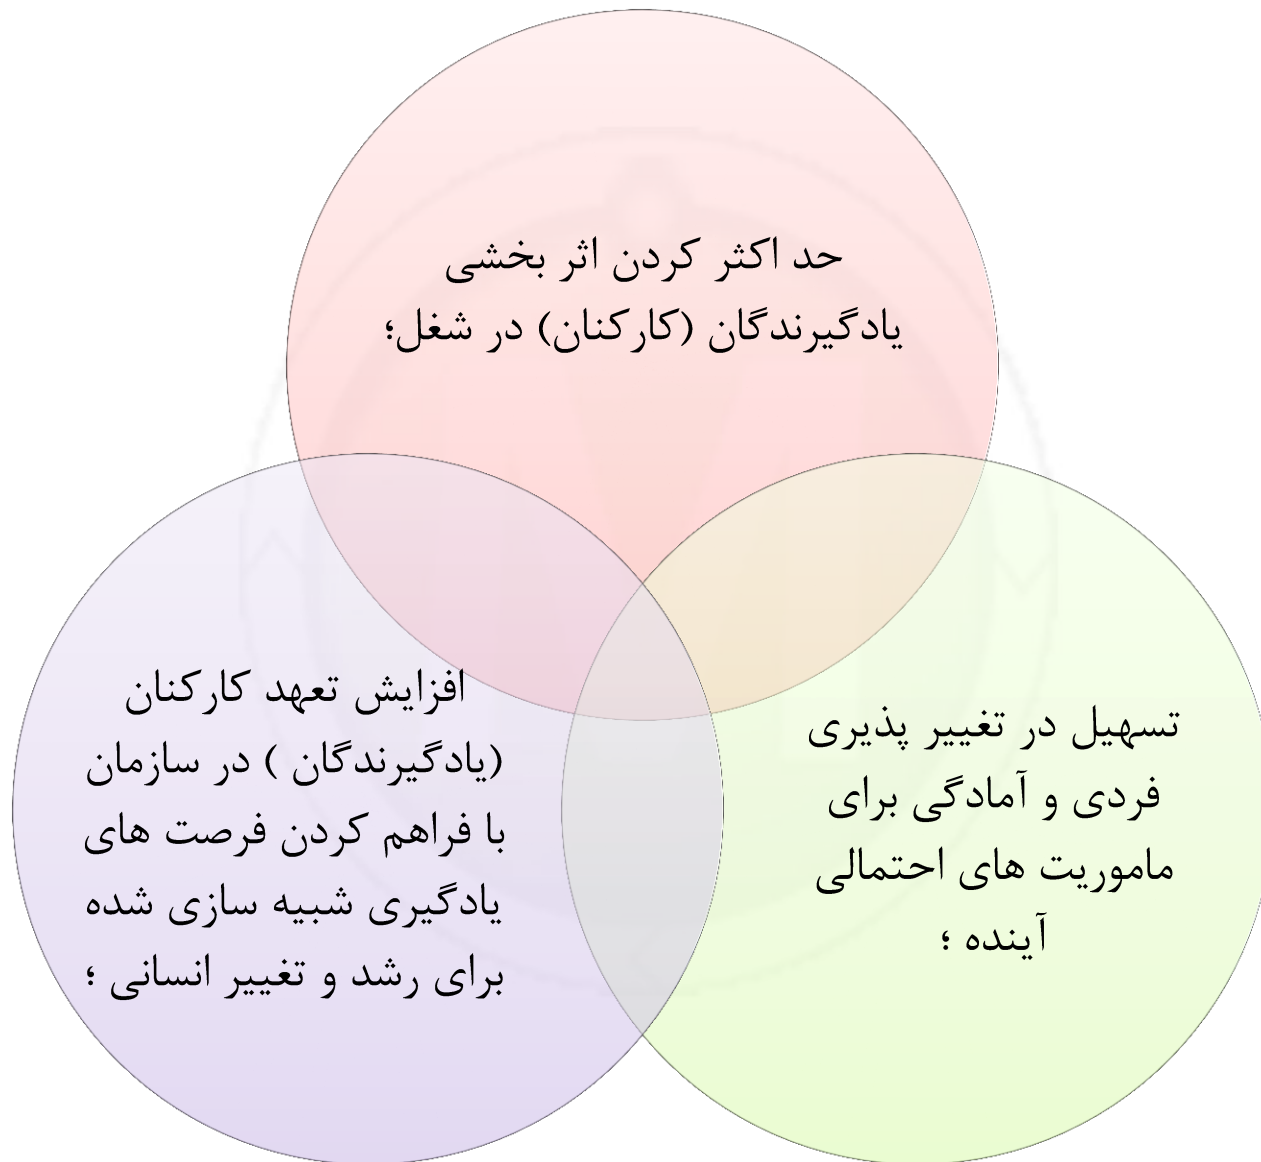 حد اکثر کردن اثر بخشی
یادگیرندگان (کارکنان) در شغل؛
تسهیل در تغییر پذیری
فردی و آمادگی برای
ماموریت های احتمالی
آینده ؛
افزایش تعهد کارکنان
(یادگیرندگان ) در سازمان
با فراهم کردن فرصت های
یادگیری شبیه سازی شده
برای رشد و تغییر انسانی ؛